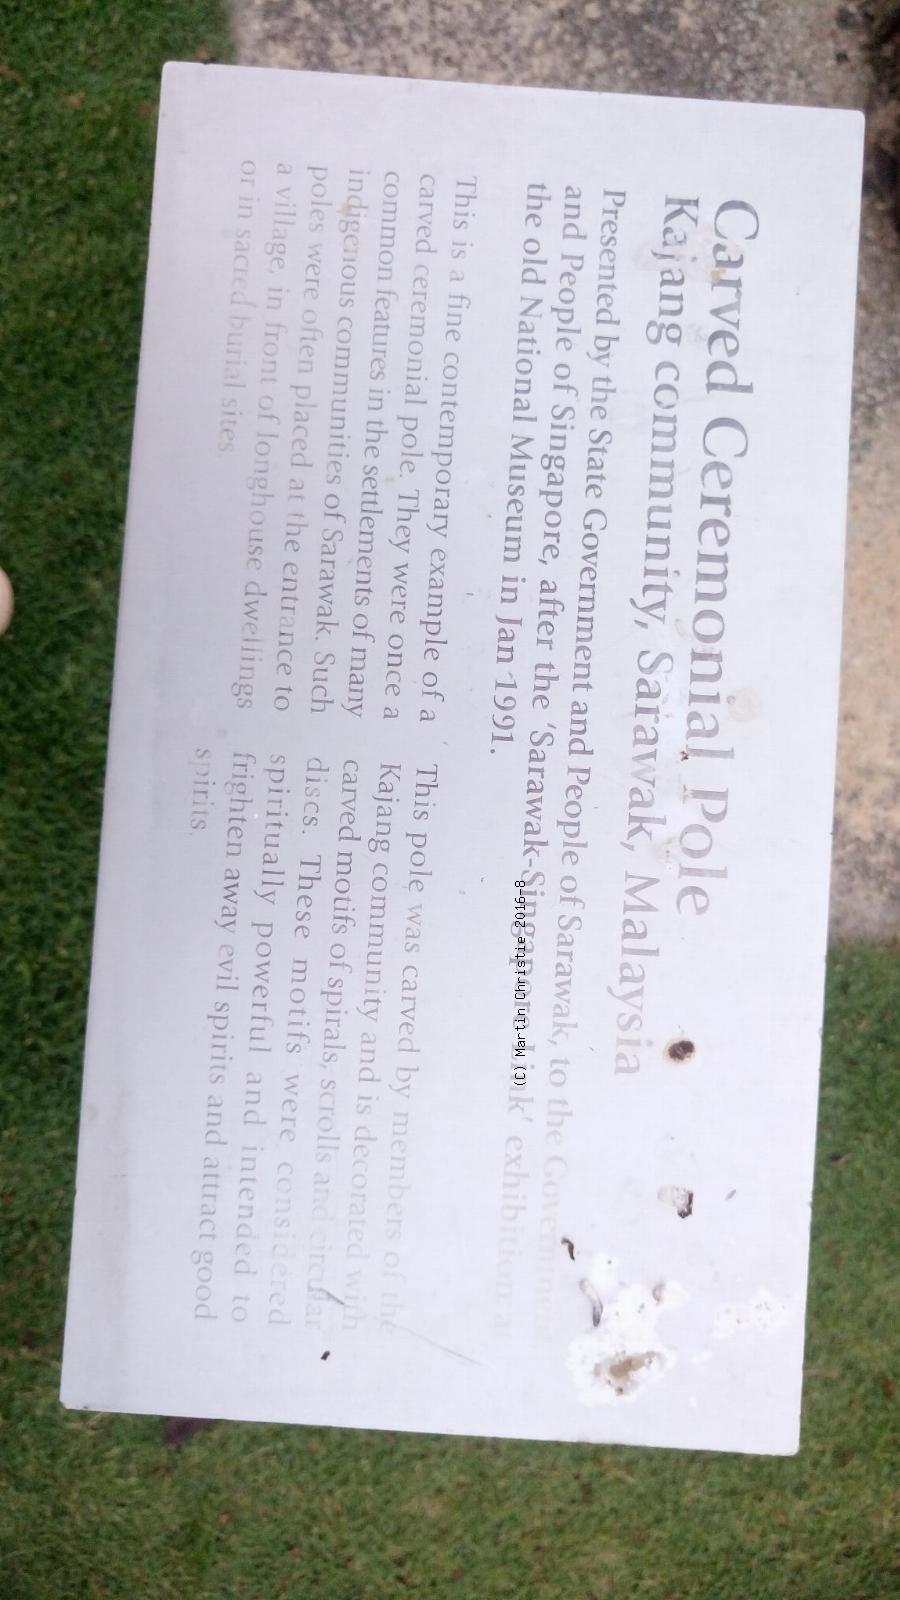 Carved Ceremonial Pole
Kajang community, Sarawak, Malaysia
Presented by the State Government and People of Sarawak, to the Government
and People of Singapore, after the 'Sarawak-Singapore Link' exhibition at
the old National Museum in Jan 1991.
This is a fine contemporary example of a
carved ceremonial pole. They were once a
common features in the settlements of many
indigenous communities of Sarawak. Such
poles were often placed at the entrance to
a village, in front of longhouse dwellings
or in sacred burial sites.
This pole was carved by members of the
Kajang community and is decorated with
carved motifs of spirals, scrolls and circular
discs. These motifs were considered
spiritually powerful and intended to
frighten away evil spirits and attract good
spirits.
(C) MartinChristie 2016-8